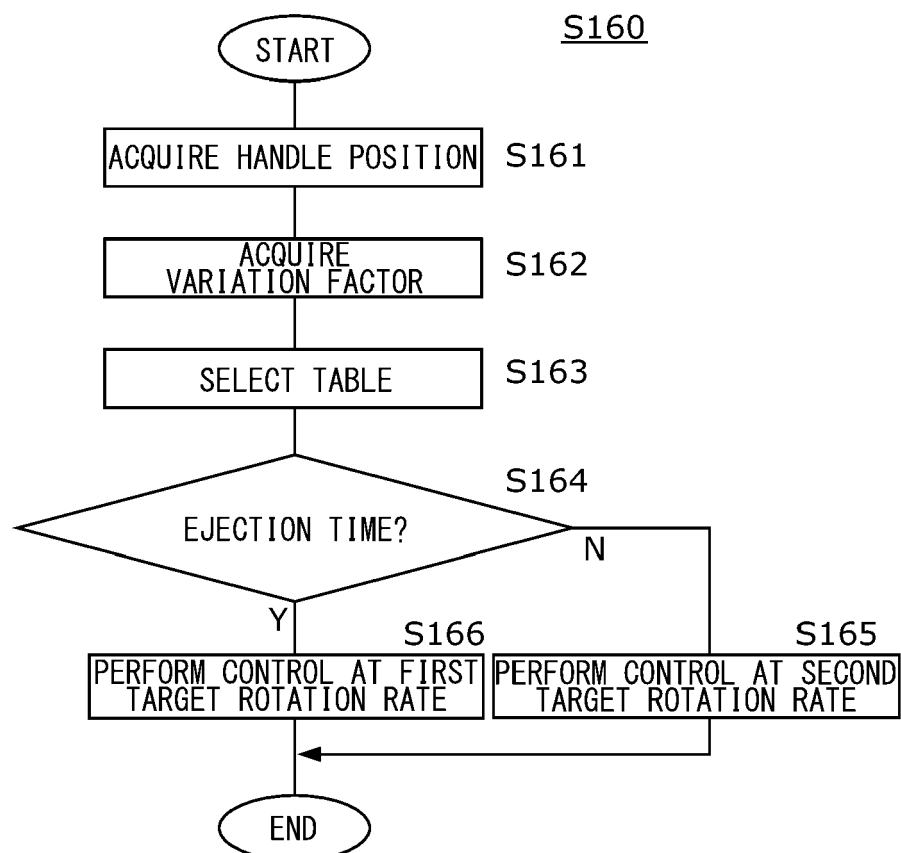 S160
START
ACQUIRE HANDLE POSITION
S161
ACQUIRE
VARIATION FACTOR
S162
SELECT TABLE
S163
S164
EJECTION TIME?
N
Y
S166
PERFORM CONTROL AT FIRST
TARGET ROTATION RATE
S165
PERFORM CONTROL AT SECOND
TARGET ROTATION RATE
END